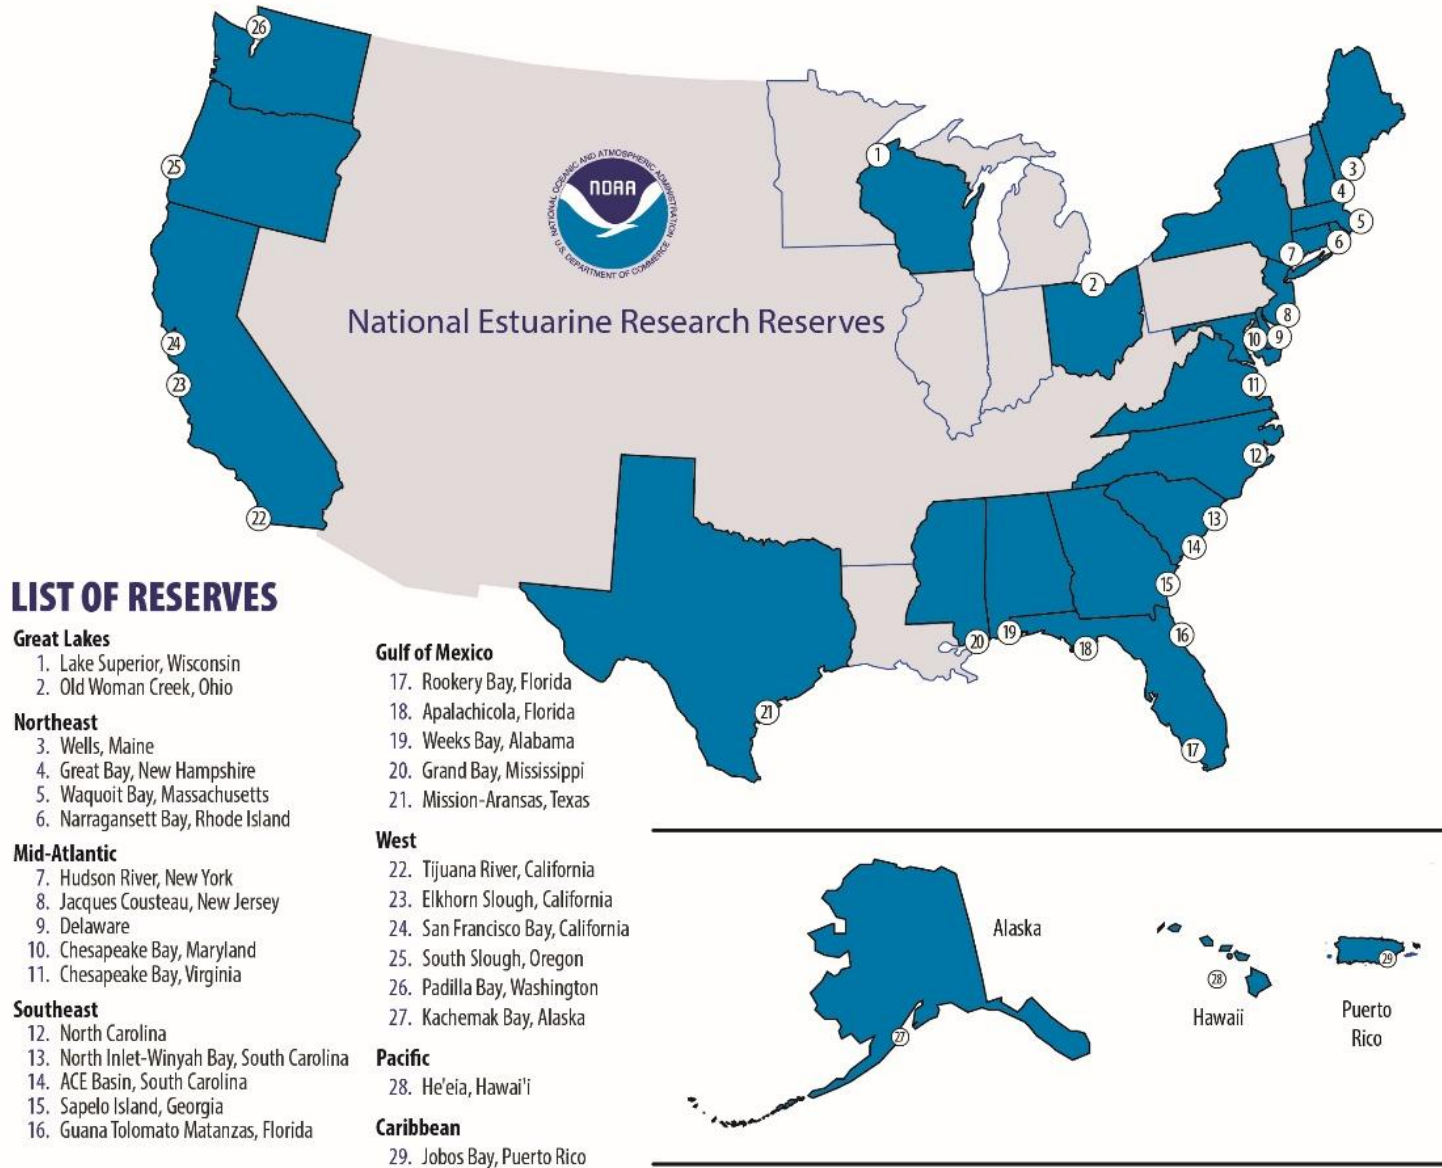 NATIONAL OCEANIC AND ATMOSPHERIC ADMINISTRATION
NOAA
U.S. DEPARTMENT OF COMMERCE
National Estuarine Research Reserves
26
25
24
23
22
1
2
3
4
5
6
7
8
9
10
11
12
13
14
15
16
17
18
19
20
21
LIST OF RESERVES
Great Lakes
1. Lake Superior, Wisconsin
2. Old Woman Creek, Ohio
Northeast
3. Wells, Maine
4. Great Bay, New Hampshire
5. Waquoit Bay, Massachusetts
6. Narragansett Bay, Rhode Island
Mid-Atlantic
7. Hudson River, New York
8. Jacques Cousteau, New Jersey
9. Delaware
10. Chesapeake Bay, Maryland
11. Chesapeake Bay, Virginia
Southeast
12. North Carolina
13. North Inlet-Winyah Bay, South Carolina
14. ACE Basin, South Carolina
15. Sapelo Island, Georgia
16. Guana Tolomato Matanzas, Florida
Gulf of Mexico
17. Rookery Bay, Florida
18. Apalachicola, Florida
19. Weeks Bay, Alabama
20. Grand Bay, Mississippi
21. Mission-Aransas, Texas
West
22. Tijuana River, California
23. Elkhorn Slough, California
24. San Francisco Bay, California
25. South Slough, Oregon
26. Padilla Bay, Washington
27. Kachemak Bay, Alaska
Pacific
28. He'eia, Hawai'i
Caribbean
29. Jobos Bay, Puerto Rico
Alaska
27
28
Hawaii
29
Puerto
Rico